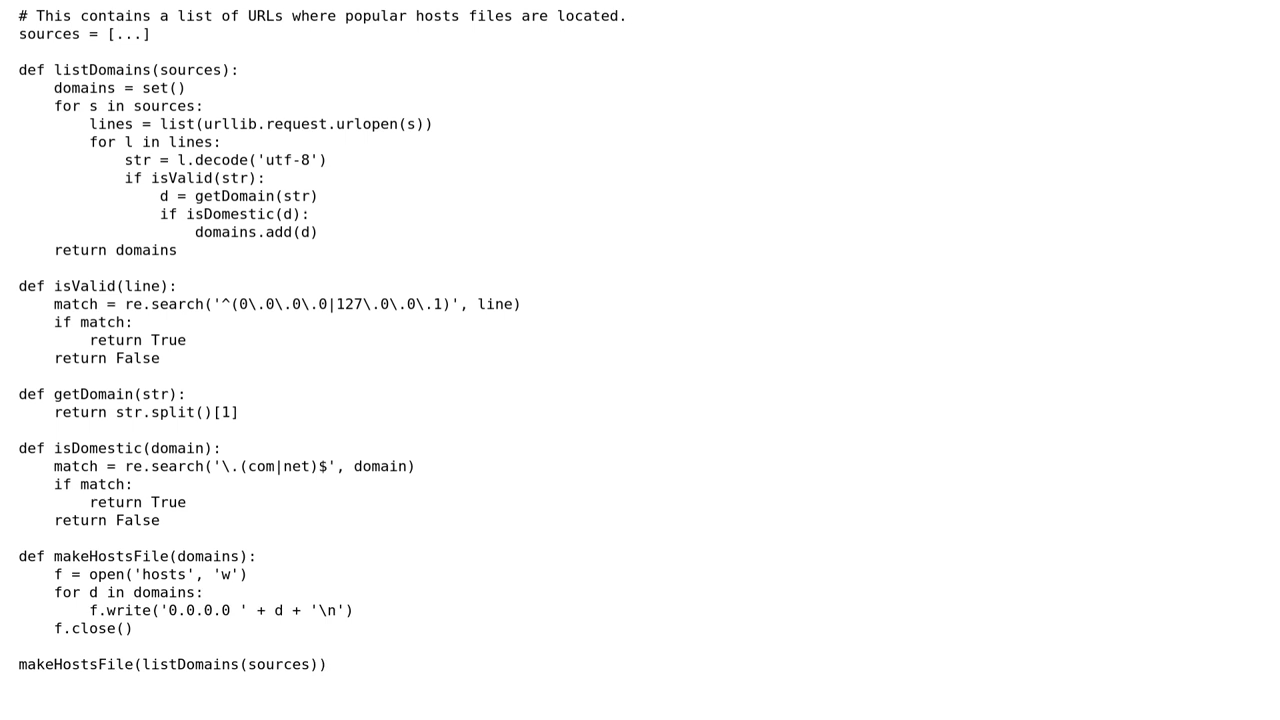 # This contains a list of URLs where popular hosts files are located.
sources = [...]

def listDomains(sources):
    domains = set()
    for s in sources:
        lines = list(urllib.request.urlopen(s))
        for l in lines:
            str = l.decode('utf-8')
            if isValid(str):
                d = getDomain(str)
                if isDomestic(d):
                    domains.add(d)
    return domains

def isValid(line):
    match = re.search('^(0\.0\.0\.0|127\.0\.0\.1)', line)
    if match:
        return True
    return False

def getDomain(str):
    return str.split()[1]

def isDomestic(domain):
    match = re.search('\.(com|net)$', domain)
    if match:
        return True
    return False

def makeHostsFile(domains):
    f = open('hosts', 'w')
    for d in domains:
        f.write('0.0.0.0 ' + d + '\n')
    f.close()

makeHostsFile(listDomains(sources))